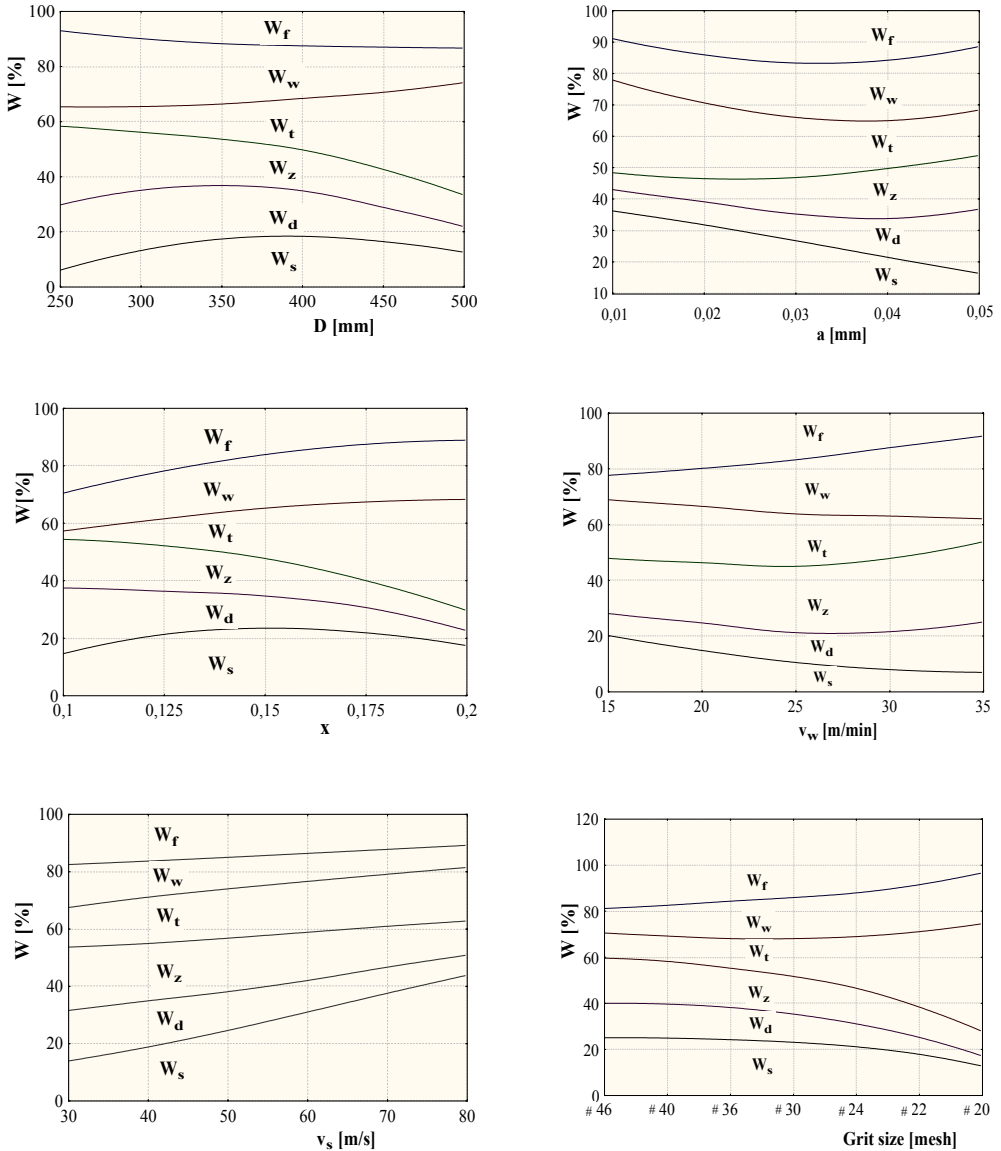 100
80
60
40
20
0
W [%]
W_f
W_w
W_t
W_z
W_d
W_s
250 300 350 400 450 500
D [mm]
100
90
80
70
60
50
40
30
20
10
W [%]
W_f
W_w
W_t
W_z
W_d
W_s
0,01 0,02 0,03 0,04 0,05
a [mm]
100
80
60
40
20
0
W[%]
W_f
W_w
W_t
W_z
W_d
W_s
0,1 0,125 0,15 0,175 0,2
x
100
80
60
40
20
0
W [%]
W_f
W_w
W_t
W_z
W_d
W_s
15 20 25 30 35
v_w [m/min]
100
80
60
40
20
0
W [%]
W_f
W_w
W_t
W_z
W_d
W_s
30 40 50 60 70 80
v_s [m/s]
120
100
80
60
40
20
0
W [%]
W_f
W_w
W_t
W_z
W_d
W_s
# 46 # 40 # 36 # 30 # 24 # 22 # 20
Grit size [mesh]